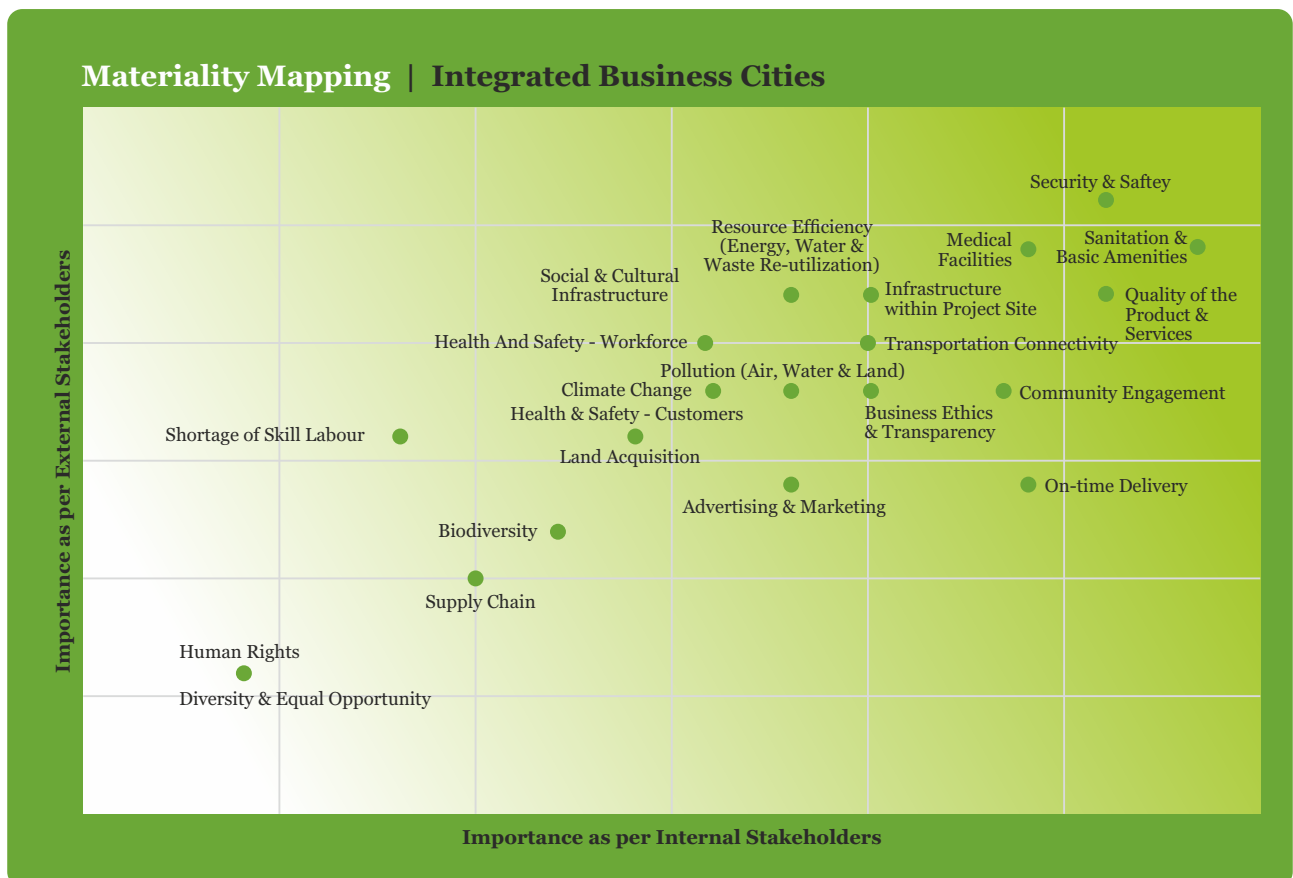 Materiality Mapping | Integrated Business Cities
Importance as per External Stakeholders
Security & Saftey
Resource Efficiency
(Energy, Water &
Waste Re-utilization)
Medical
Facilities
Sanitation &
Basic Amenities
Social & Cultural
Infrastructure
Infrastructure
within Project Site
Quality of the
Product &
Services
Health And Safety - Workforce
Transportation Connectivity
Pollution (Air, Water & Land)
Climate Change
Community Engagement
Health & Safety - Customers
Business Ethics
& Transparency
Shortage of Skill Labour
Land Acquisition
On-time Delivery
Advertising & Marketing
Biodiversity
Supply Chain
Human Rights
Diversity & Equal Opportunity
Importance as per Internal Stakeholders